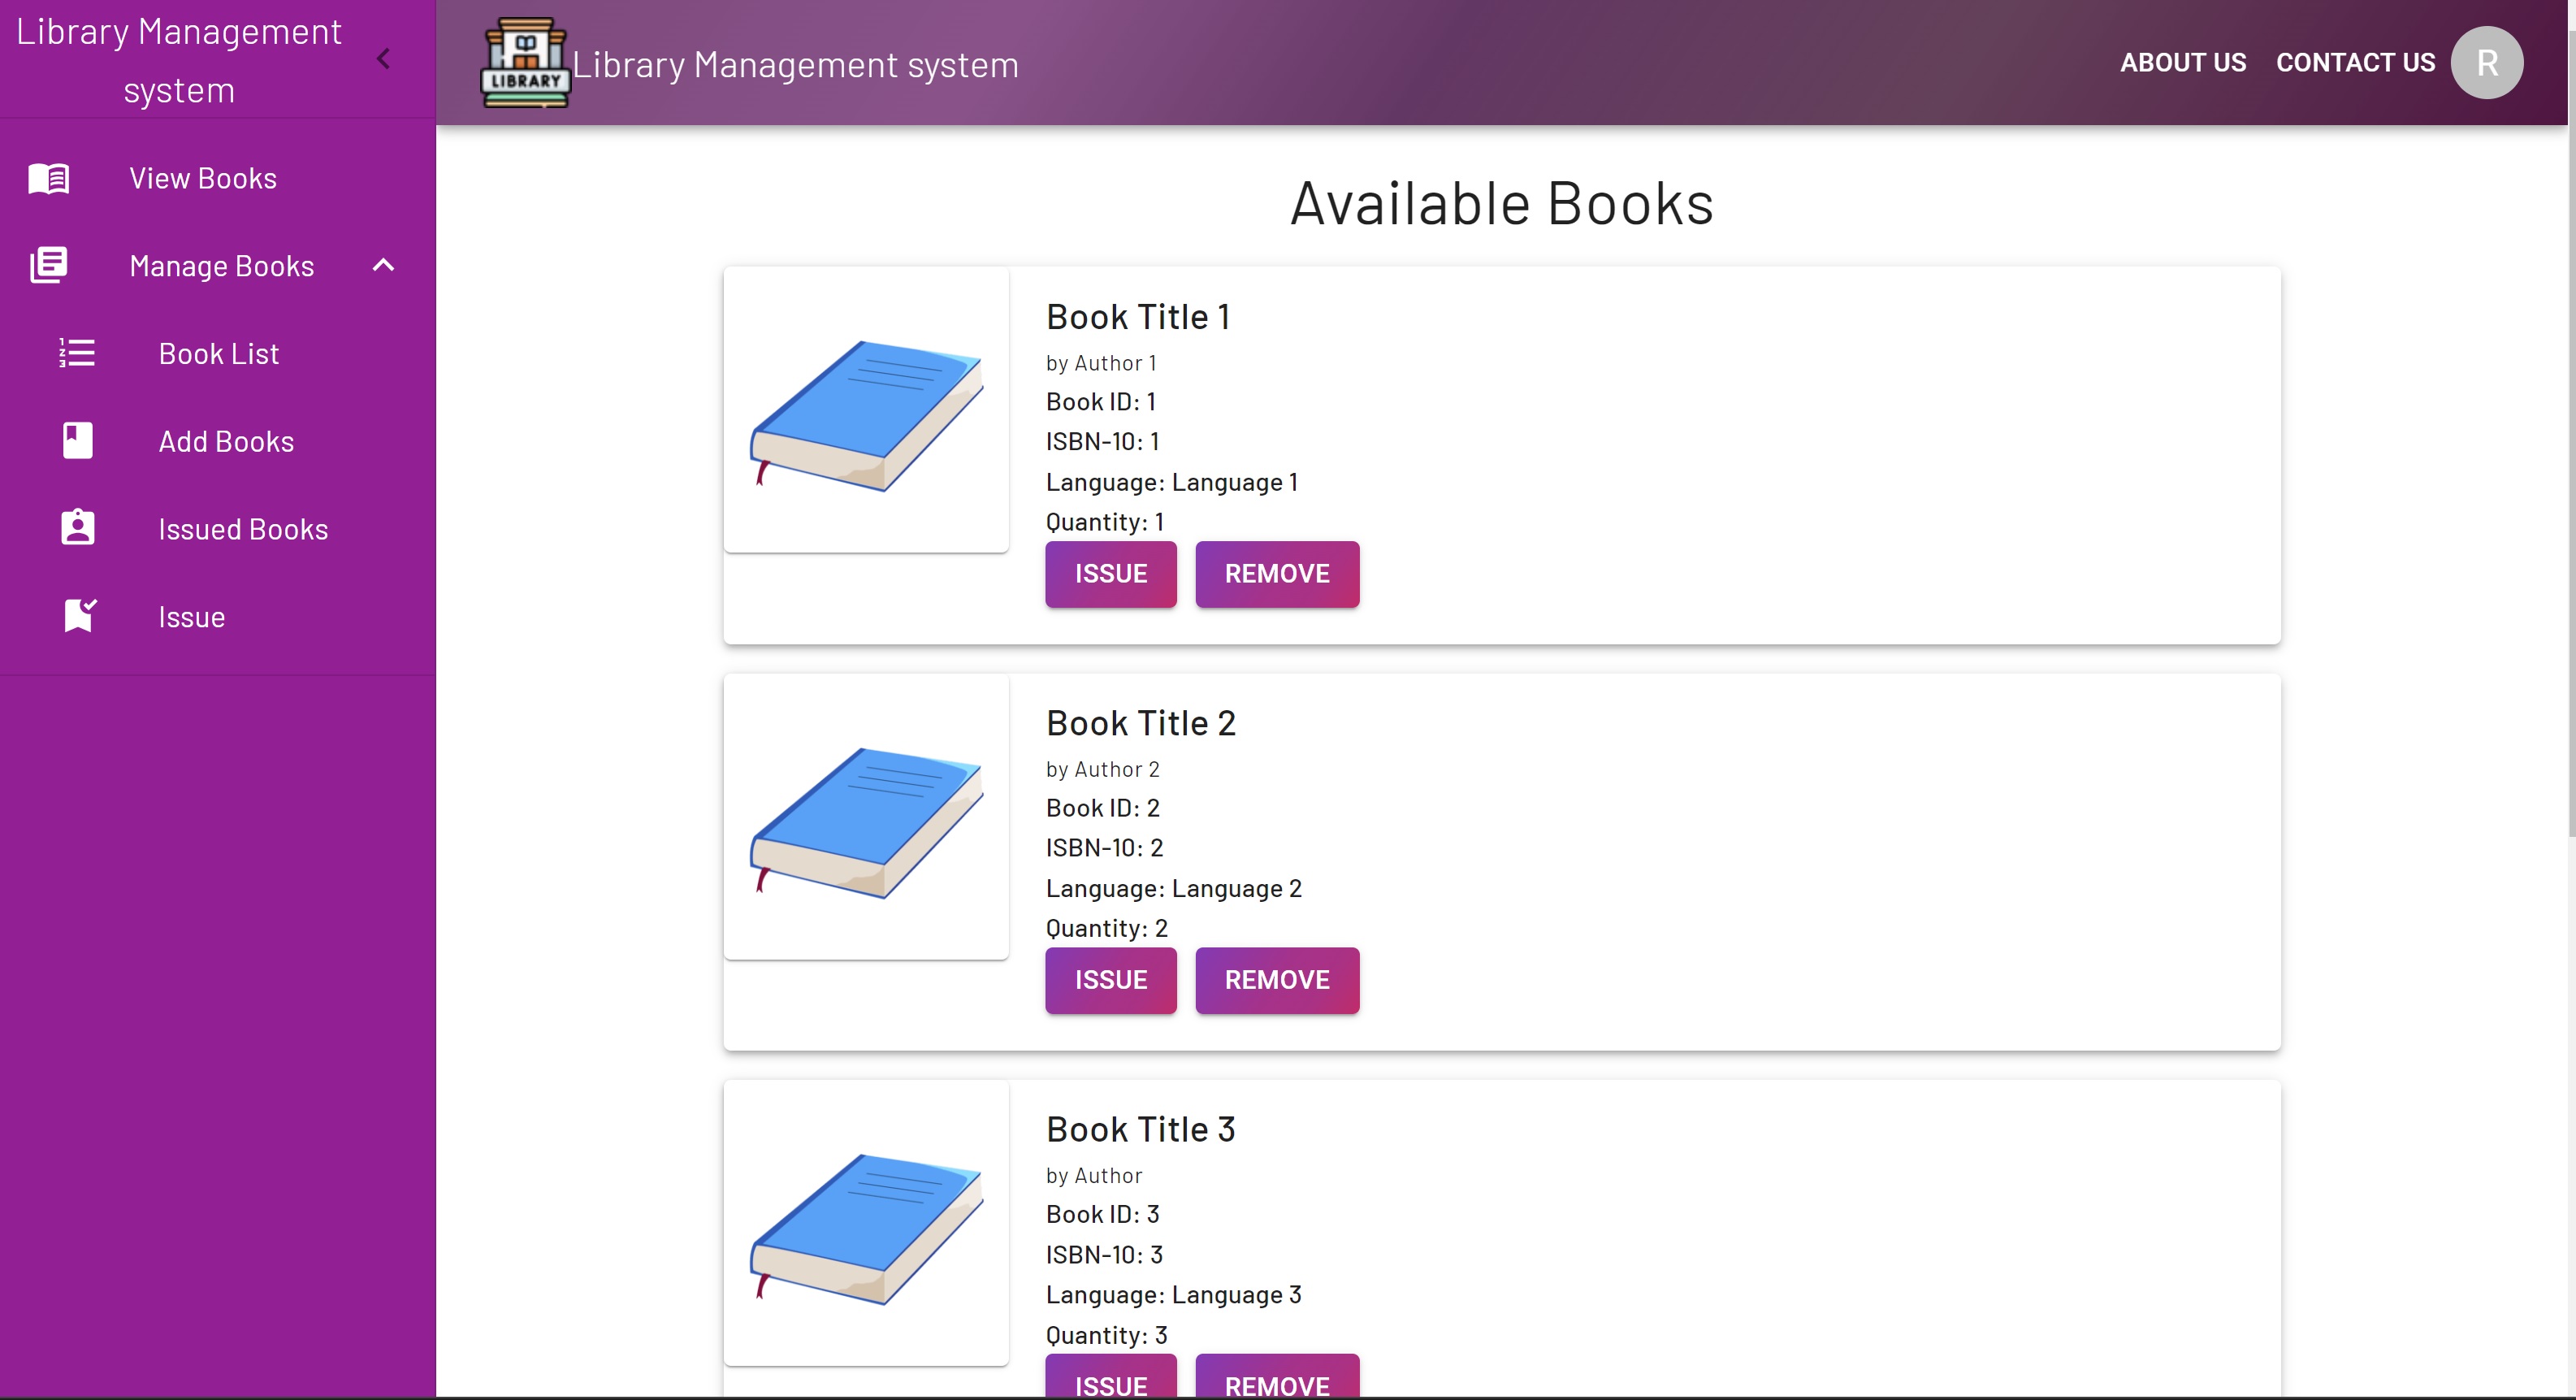 Library Management
system
View Books
Manage Books
Book List
Add Books
Issued Books
Issue
LIBRARY
Library Management system
ABOUT US
CONTACT US
R
Available Books
Book Title 1
by Author 1
Book ID: 1
ISBN-10: 1
Language: Language 1
Quantity: 1
ISSUE
REMOVE
Book Title 2
by Author 2
Book ID: 2
ISBN-10: 2
Language: Language 2
Quantity: 2
ISSUE
REMOVE
Book Title 3
by Author
Book ID: 3
ISBN-10: 3
Language: Language 3
Quantity: 3
ISSUE
REMOVE